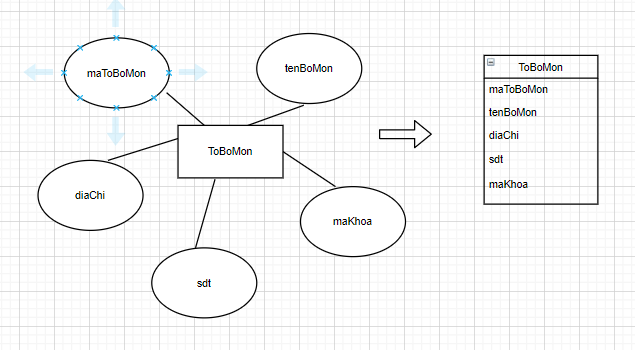 maToBoMon
tenBoMon
ToBoMon
diaChi
maKhoa
sdt
ToBoMon
maToBoMon
tenBoMon
diaChi
sdt
maKhoa